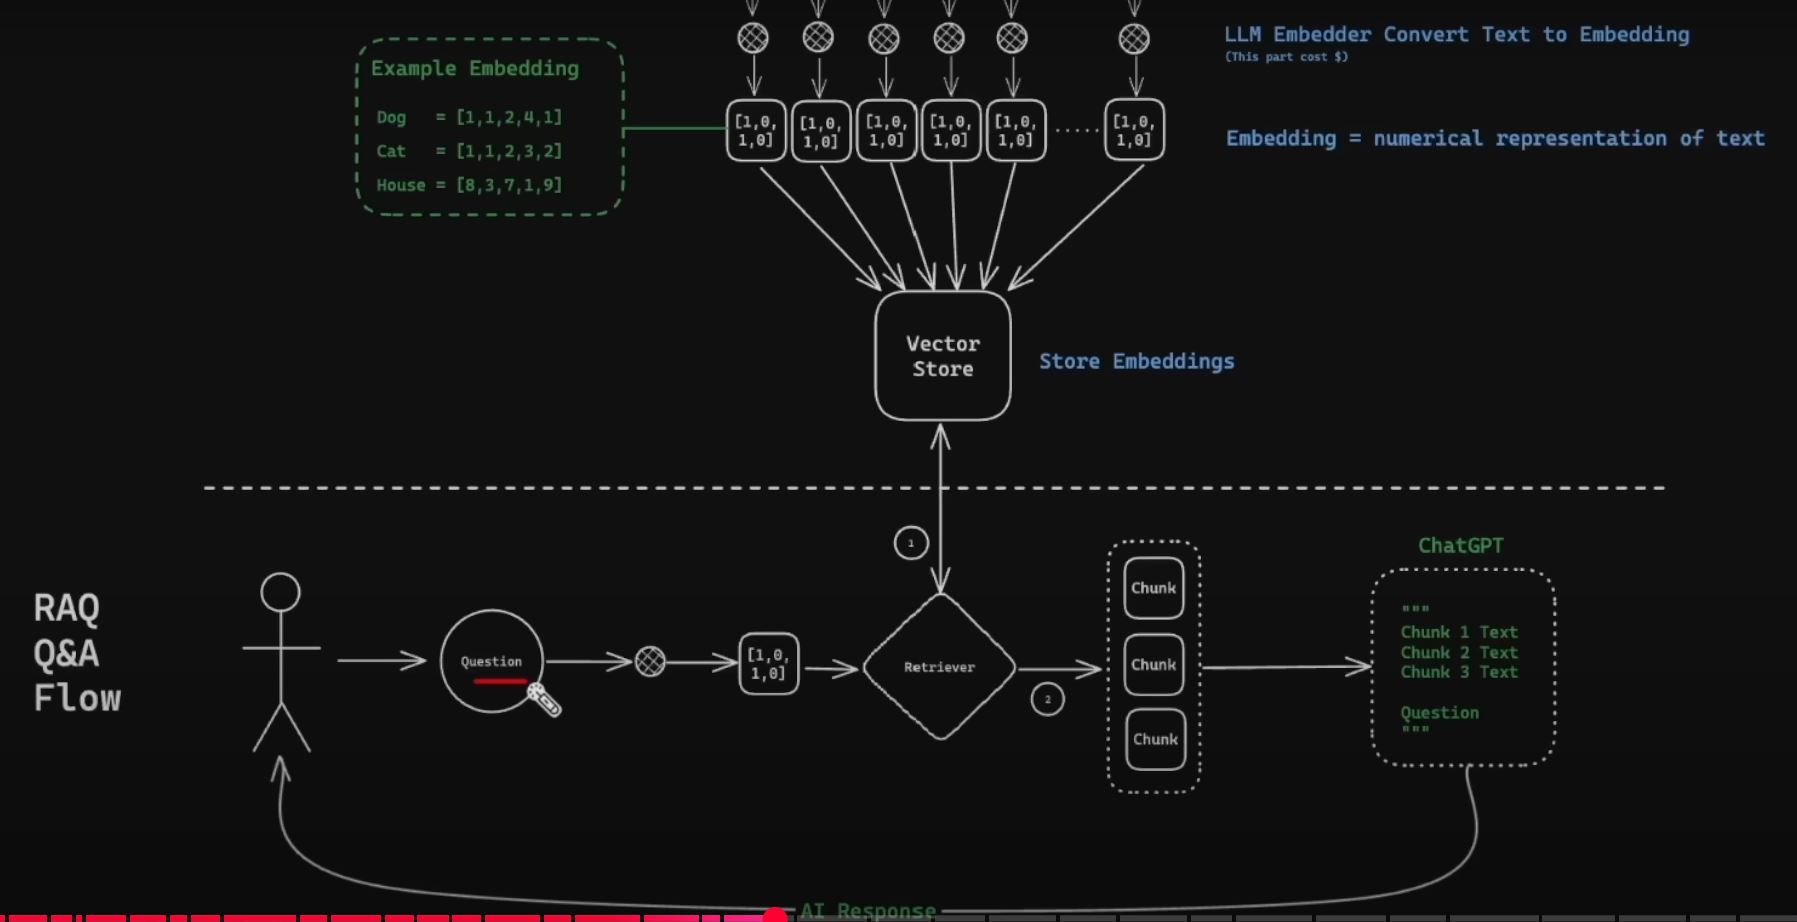 LLM Embedder Convert Text to Embedding
(This part cost $)
Example Embedding
Dog = [1,1,2,4,1]
Cat = [1,1,2,3,2]
House = [8,3,7,1,9]
[1,0,
1,0]
[1,0,
1,0]
[1,0,
1,0]
[1,0,
1,0]
[1,0,
1,0]
.....
[1,0,
1,0]
Embedding = numerical representation of text
Vector
Store
Store Embeddings
1
RAQ
Q&A
Flow
Question
[1,0,
1,0]
Retriever
2
Chunk
Chunk
Chunk
ChatGPT
"""
Chunk 1 Text
Chunk 2 Text
Chunk 3 Text
Question
"""
AI Response